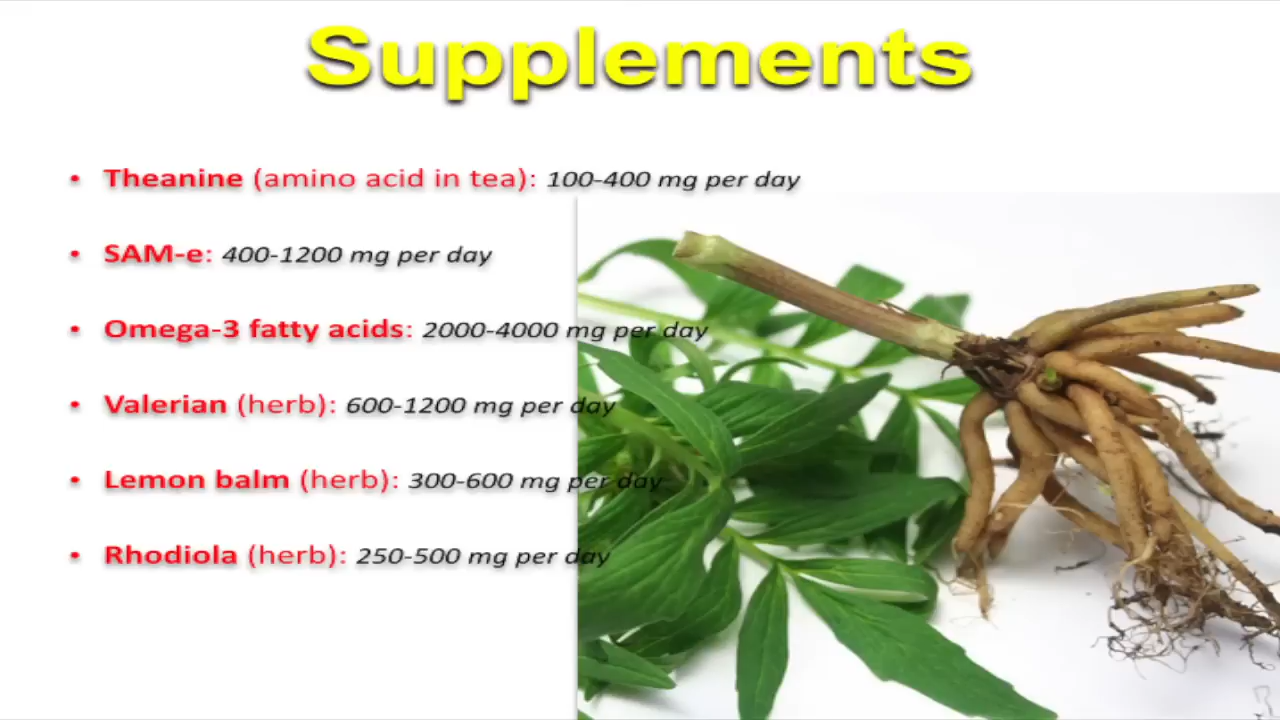 Supplements
• Theanine (amino acid in tea): 100-400 mg per day
• SAM-e: 400-1200 mg per day
• Omega-3 fatty acids: 2000-4000 mg per day
• Valerian (herb): 600-1200 mg per day
• Lemon balm (herb): 300-600 mg per day
• Rhodiola (herb): 250-500 mg per day